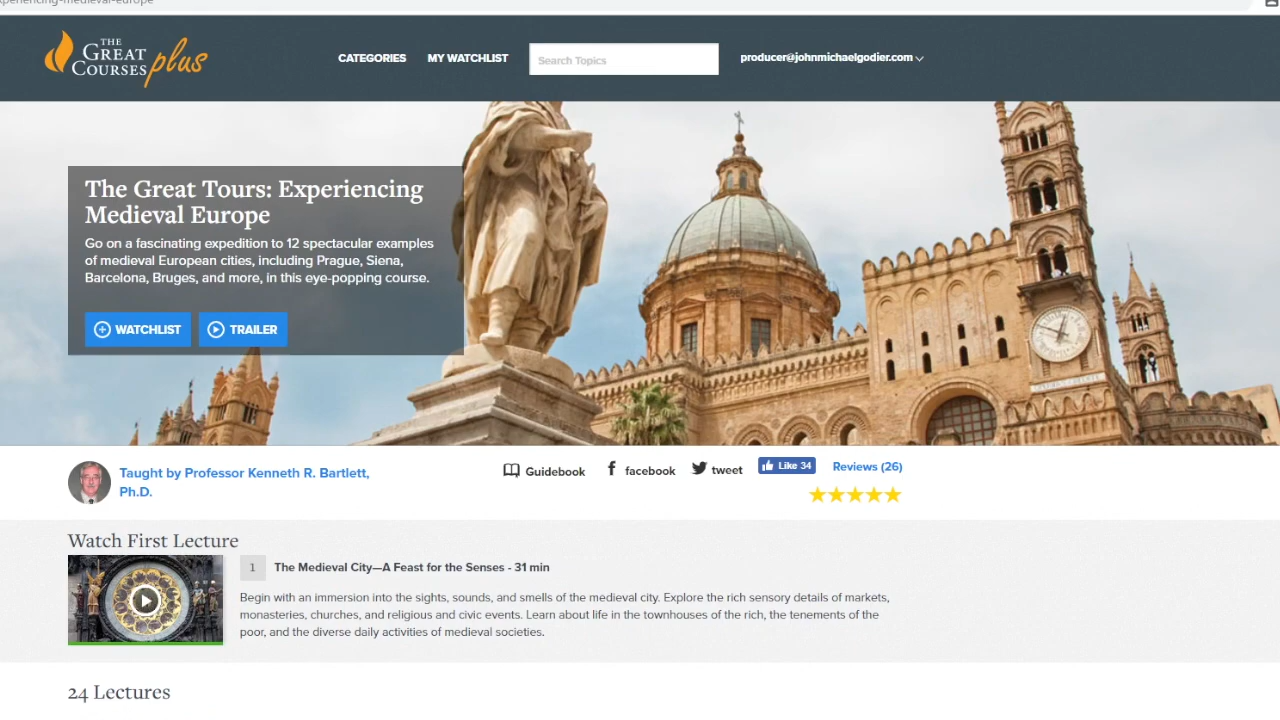 xperiencing-medieval-europe
THE
GREAT
COURSES plus
CATEGORIES
MY WATCHLIST
Search Topics
producer@johnmichaelgodier.com
The Great Tours: Experiencing
Medieval Europe
Go on a fascinating expedition to 12 spectacular examples
of medieval European cities, including Prague, Siena,
Barcelona, Bruges, and more, in this eye-popping course.
WATCHLIST
TRAILER
Taught by Professor Kenneth R. Bartlett,
Ph.D.
Guidebook
facebook
tweet
Like 34
Reviews (26)
Watch First Lecture
1
The Medieval City—A Feast for the Senses - 31 min
Begin with an immersion into the sights, sounds, and smells of the medieval city. Explore the rich sensory details of markets,
monasteries, churches, and religious and civic events. Learn about life in the townhouses of the rich, the tenements of the
poor, and the diverse daily activities of medieval societies.
24 Lectures